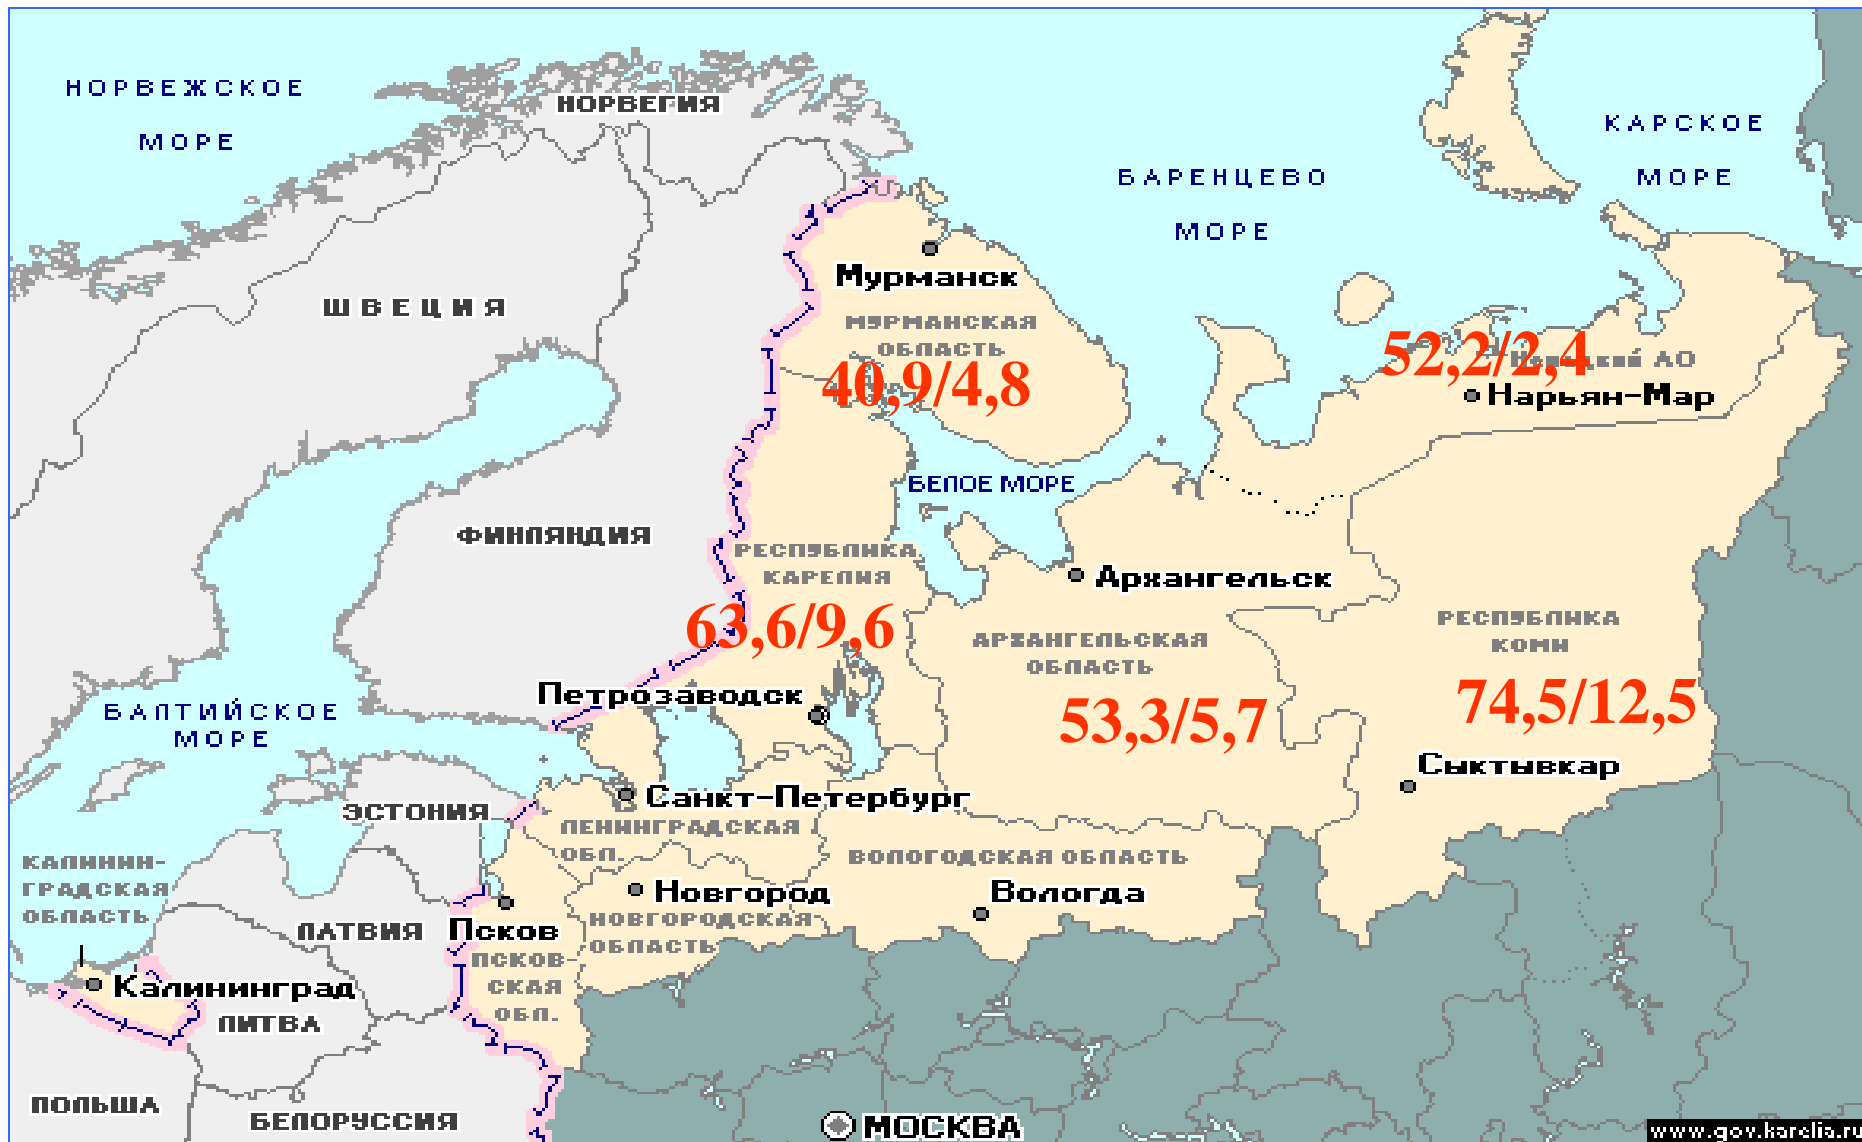 НОРВЕЖСКОЕ
МОРЕ
НОРВЕГИЯ
КАРСКОЕ
МОРЕ
БАРЕНЦЕВО
МОРЕ
Мурманск
МУРМАНСКАЯ
ОБЛАСТЬ
40,9/4,8
ШВЕЦИЯ
52,2/2,4
Ненецкий АО
Нарьян-Мар
БЕЛОЕ МОРЕ
ФИНЛЯНДИЯ
РЕСПУБЛИКА
КАРЕЛИЯ
63,6/9,6
Архангельск
АРХАНГЕЛЬСКАЯ
ОБЛАСТЬ
53,3/5,7
РЕСПУБЛИКА
КОМИ
74,5/12,5
Сыктывкар
Петрозаводск
БАЛТИЙСКОЕ
МОРЕ
Санкт-Петербург
ЭСТОНИЯ
ЛЕНИНГРАДСКАЯ
ОБЛ.
ВОЛОГОДСКАЯ ОБЛАСТЬ
Вологда
КАЛИНИН-
ГРАДСКАЯ
ОБЛАСТЬ
Новгород
НОВГОРОДСКАЯ
ОБЛАСТЬ
ЛАТВИЯ
Псков
ПСКОВ-
СКАЯ
ОБЛ.
Калининград
ЛИТВА
ПОЛЬША
БЕЛОРУССИЯ
МОСКВА
www.gov.karelia.ru